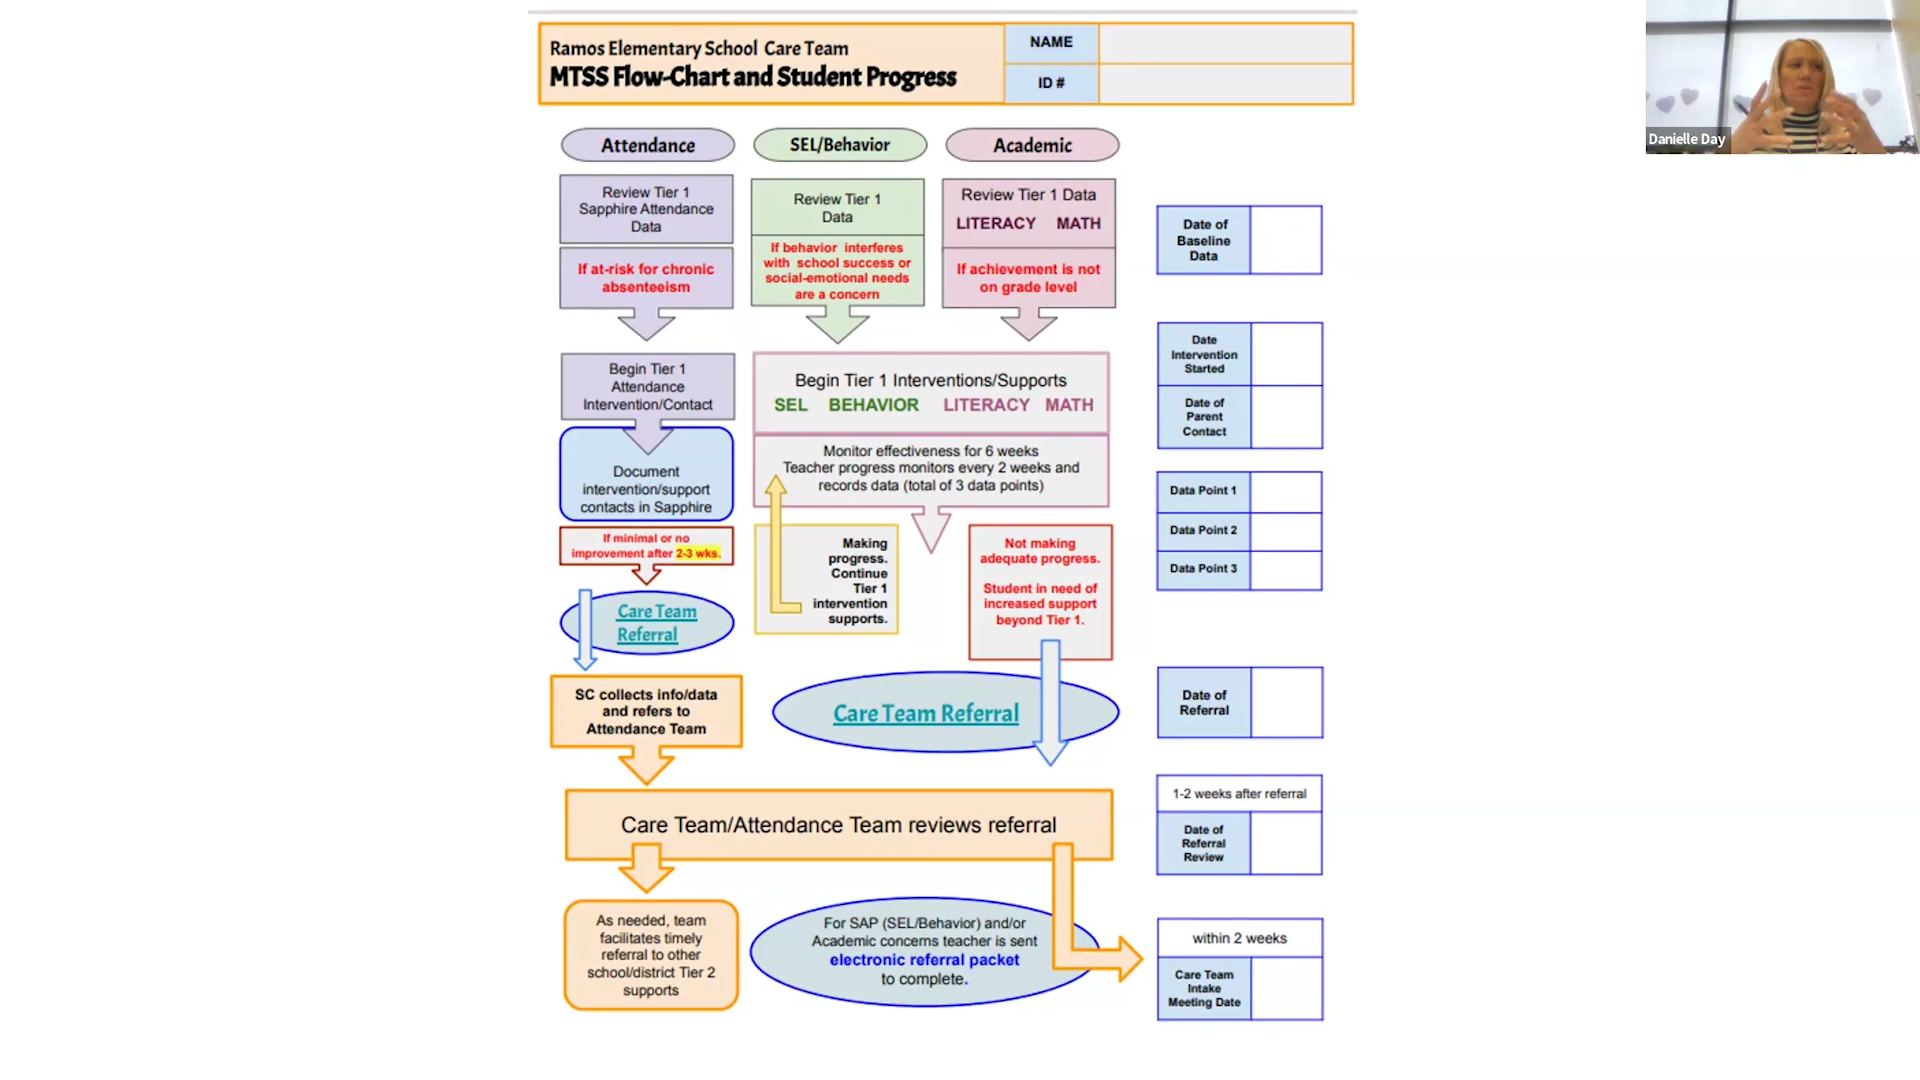 Ramos Elementary School Care Team
MTSS Flow-Chart and Student Progress
NAME
ID #
Danielle Day
Attendance
SEL/Behavior
Academic
Review Tier 1
Sapphire Attendance
Data
If at-risk for chronic
absenteeism
Review Tier 1
Data
If behavior interferes
with school success or
social-emotional needs
are a concern
Review Tier 1 Data
LITERACY MATH
If achievement is not
on grade level
Date of
Baseline
Data
Begin Tier 1
Attendance
Intervention/Contact
Begin Tier 1 Interventions/Supports
SEL BEHAVIOR LITERACY MATH
Date
Intervention
Started
Date of
Parent
Contact
Document
intervention/support
contacts in Sapphire
Monitor effectiveness for 6 weeks
Teacher progress monitors every 2 weeks and
records data (total of 3 data points)
Data Point 1
Data Point 2
Data Point 3
If minimal or no
improvement after 2-3 wks.
Making
progress.
Continue
Tier 1
intervention
supports.
Not making
adequate progress.
Student in need of
increased support
beyond Tier 1.
Care Team
Referral
SC collects info/data
and refers to
Attendance Team
Care Team Referral
Date of
Referral
Care Team/Attendance Team reviews referral
1-2 weeks after referral
Date of
Referral
Review
As needed, team
facilitates timely
referral to other
school/district Tier 2
supports
For SAP (SEL/Behavior) and/or
Academic concerns teacher is sent
electronic referral packet
to complete.
within 2 weeks
Care Team
Intake
Meeting Date